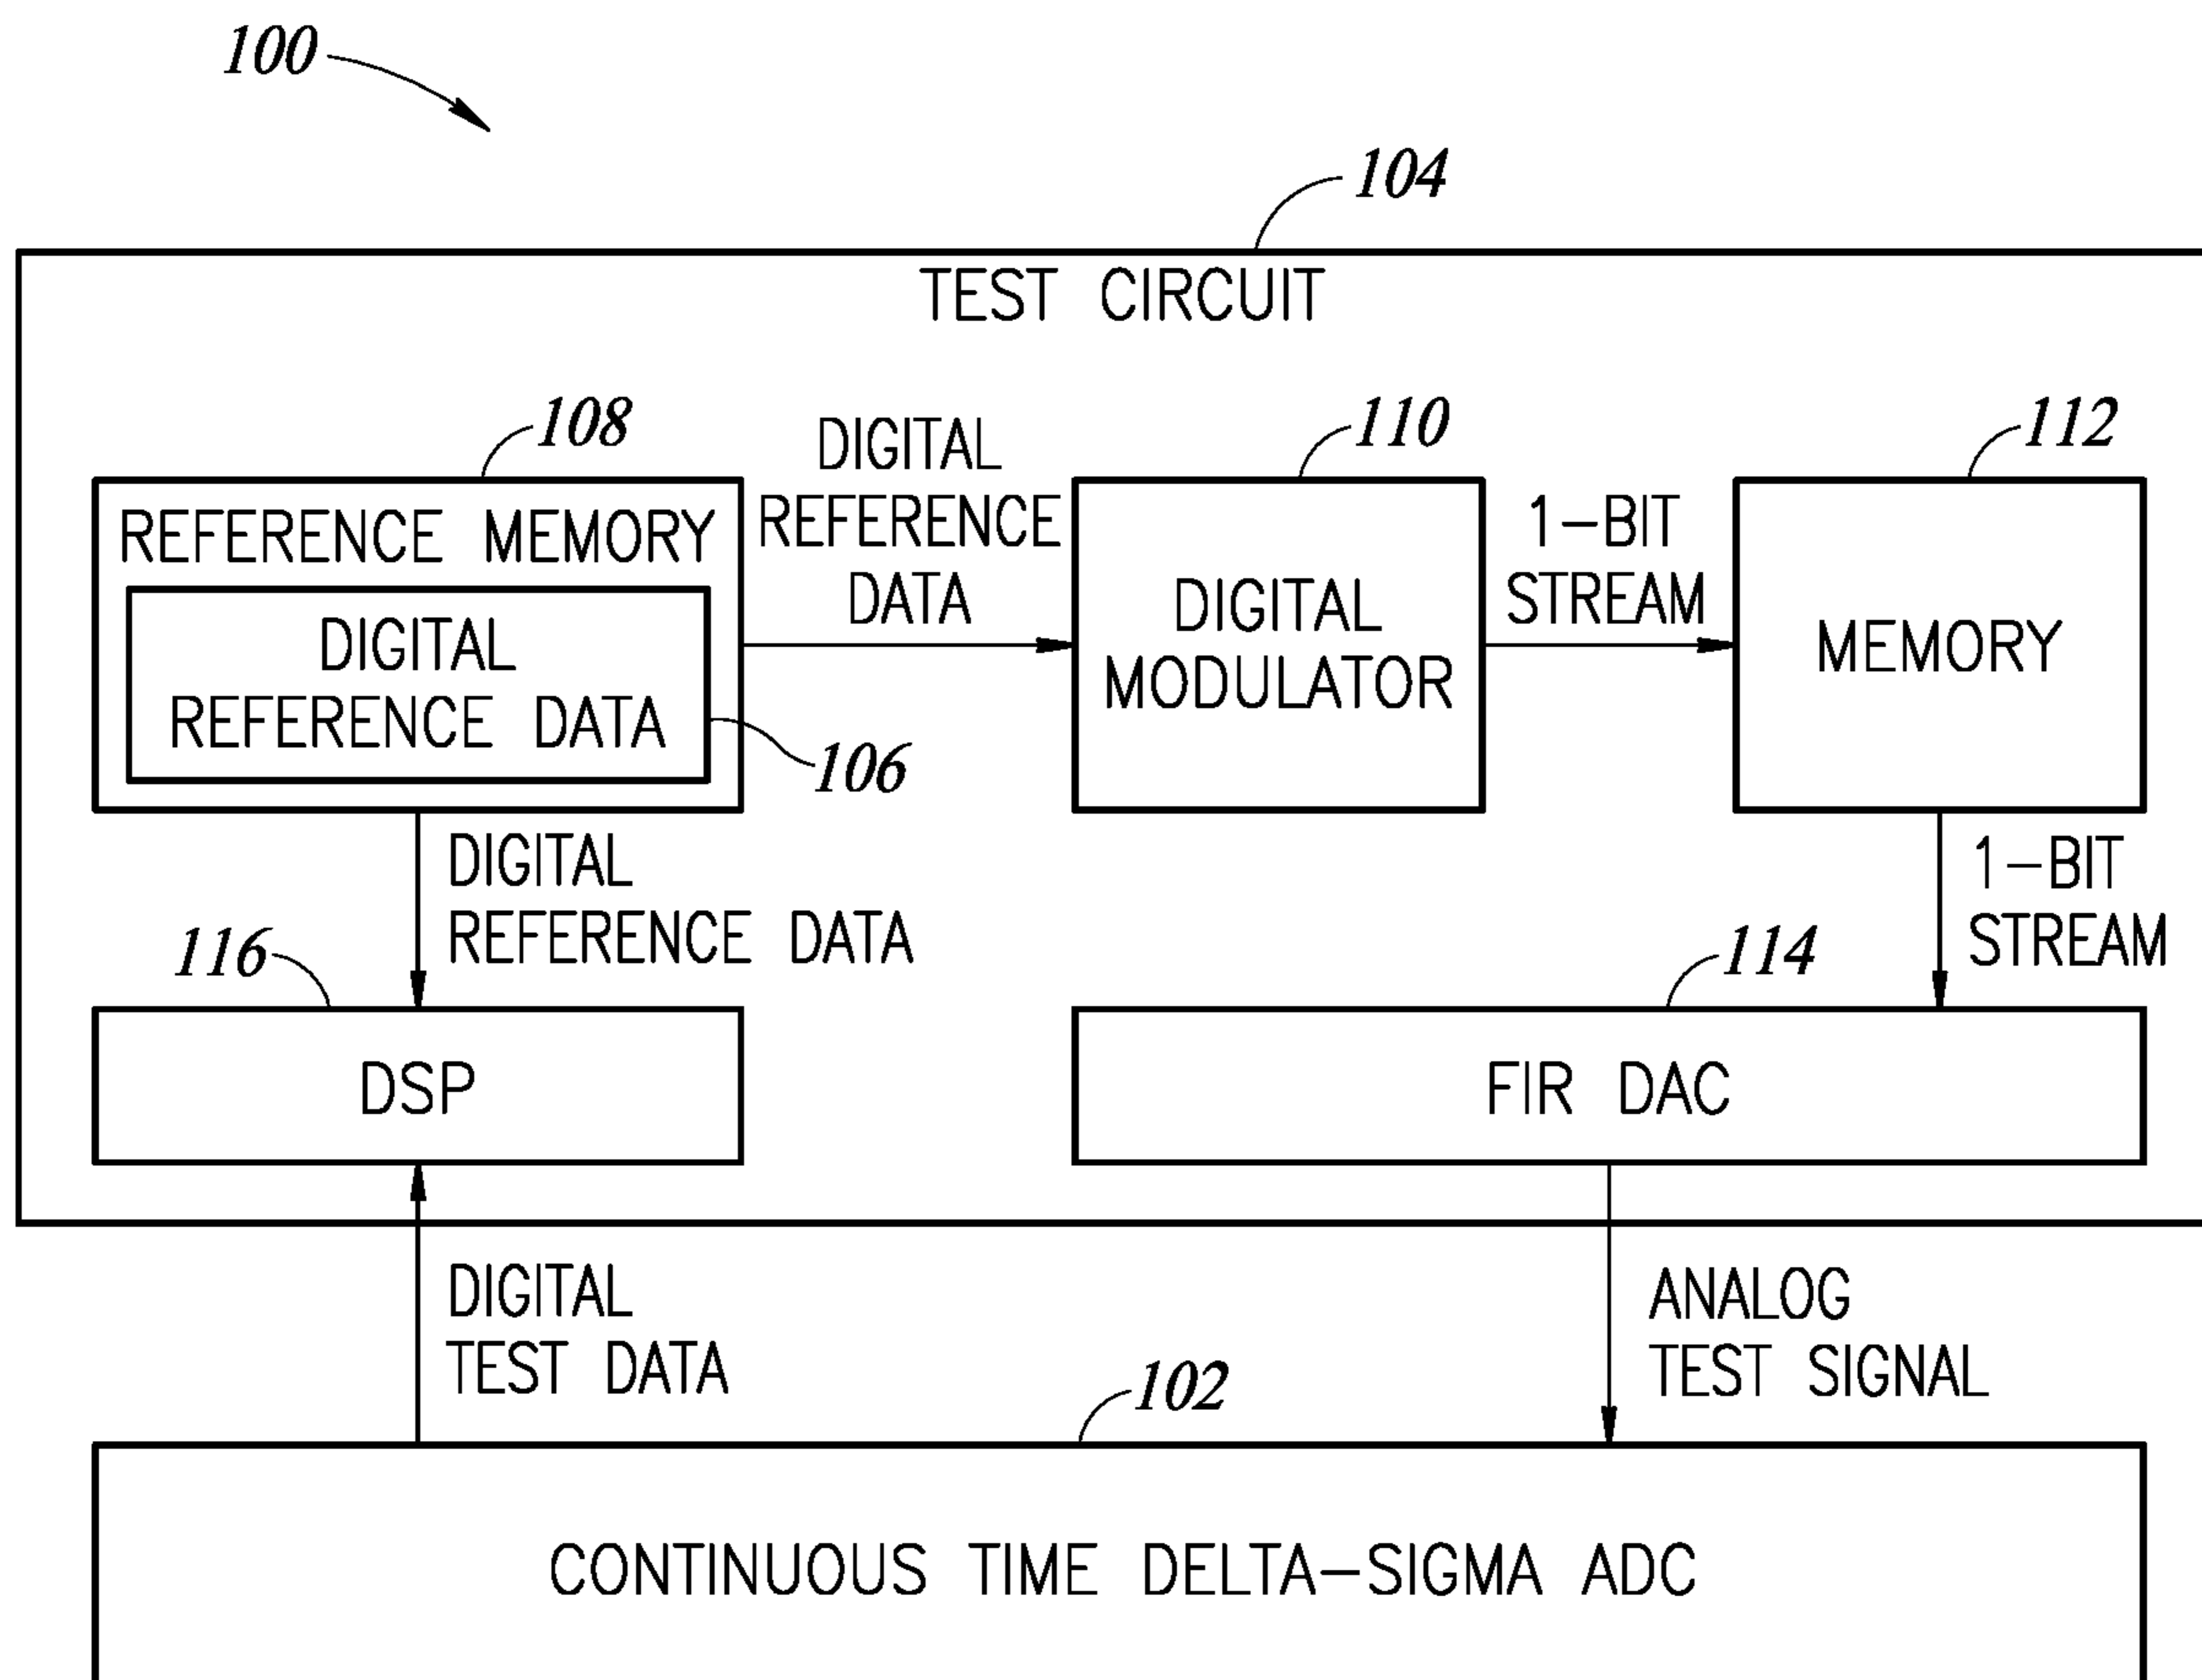 100
104
TEST CIRCUIT
108
DIGITAL
REFERENCE
DATA
110
1-BIT
STREAM
112
REFERENCE MEMORY
DIGITAL
REFERENCE DATA
106
DIGITAL
MODULATOR
MEMORY
DIGITAL
REFERENCE DATA
1-BIT
STREAM
116
114
DSP
FIR DAC
DIGITAL
TEST DATA
ANALOG
TEST SIGNAL
102
CONTINUOUS TIME DELTA-SIGMA ADC